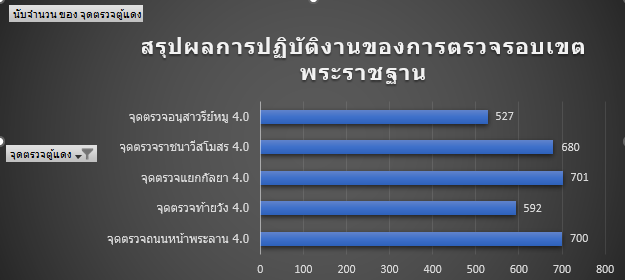 นับจำนวน ของ จุดตรวจตู้แดง
สรุปผลการปฏิบัติงานของการตรวจรอบเขต
พระราชฐาน
จุดตรวจอนุสาวรีย์หมู 4.0
527
จุดตรวจราชนาวีสโมสร 4.0
680
จุดตรวจตู้แดง
จุดตรวจแยกกัลยา 4.0
701
จุดตรวจท้ายวัง 4.0
592
จุดตรวจถนนหน้าพระลาน 4.0
700
0 100 200 300 400 500 600 700 800